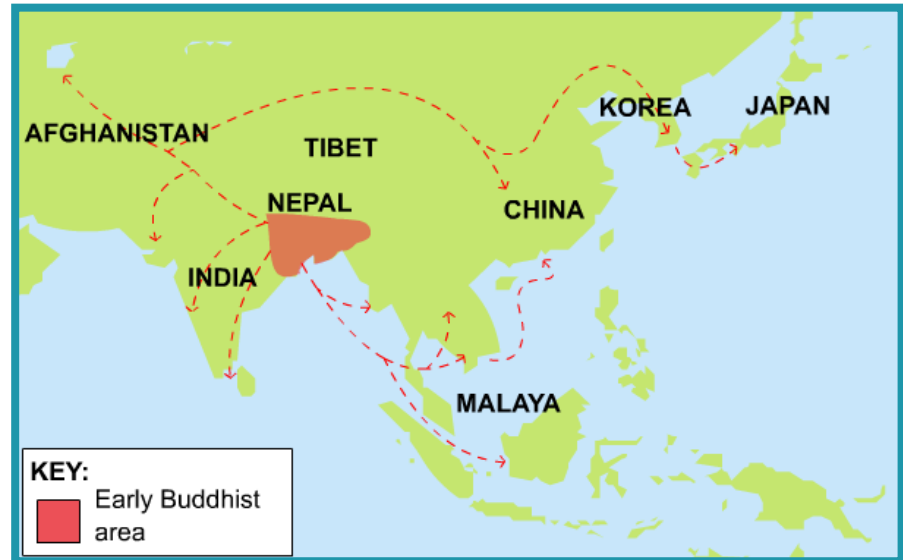 KOREA
JAPAN
AFGHANISTAN
TIBET
NEPAL
CHINA
INDIA
MALAYA
KEY:
Early Buddhist
area